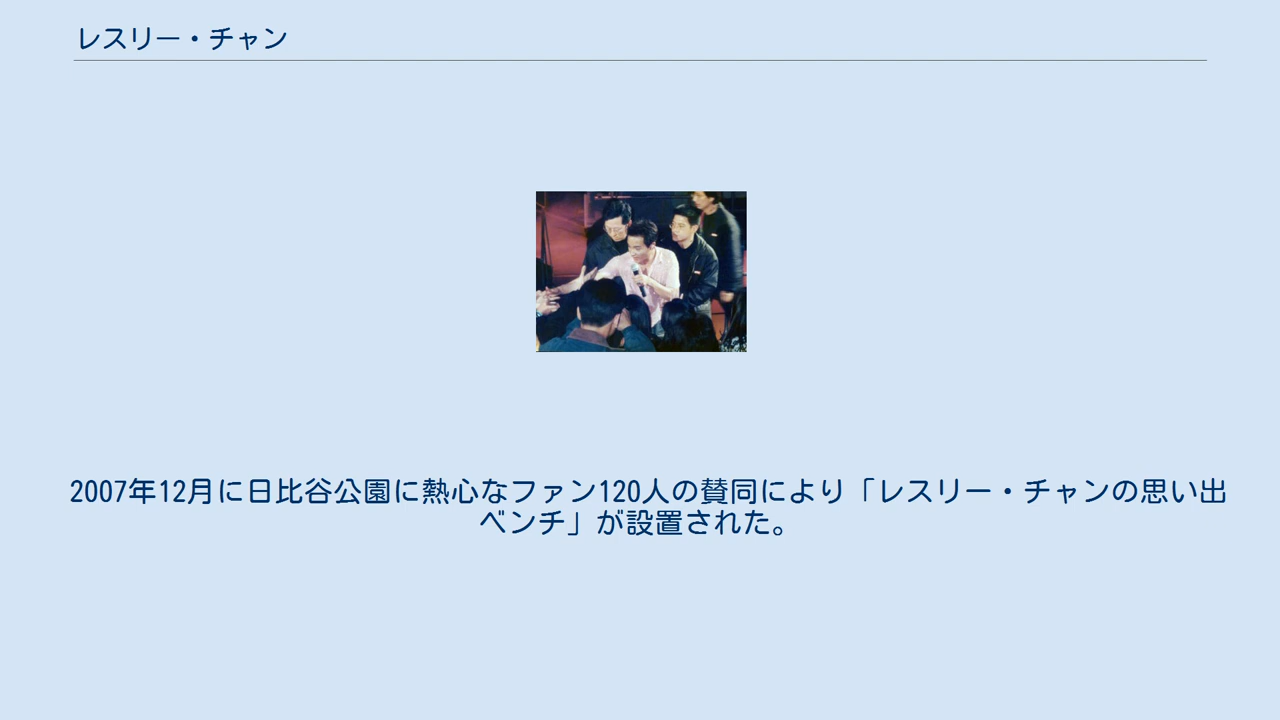 レスリー・チャン
2007年12月に日比谷公園に熱心なファン120人の賛同により「レスリー・チャンの思い出
ベンチ」が設置された。